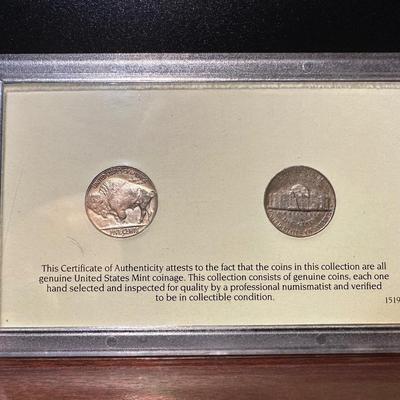 FIVE CENTS
This Certificate of Authenticity attests to the fact that the coins in this collection are all
genuine United States Mint coinage. This collection consists of genuine coins, each one
hand selected and inspected for quality by a professional numismatist and verified
to be in collectible condition.
1519